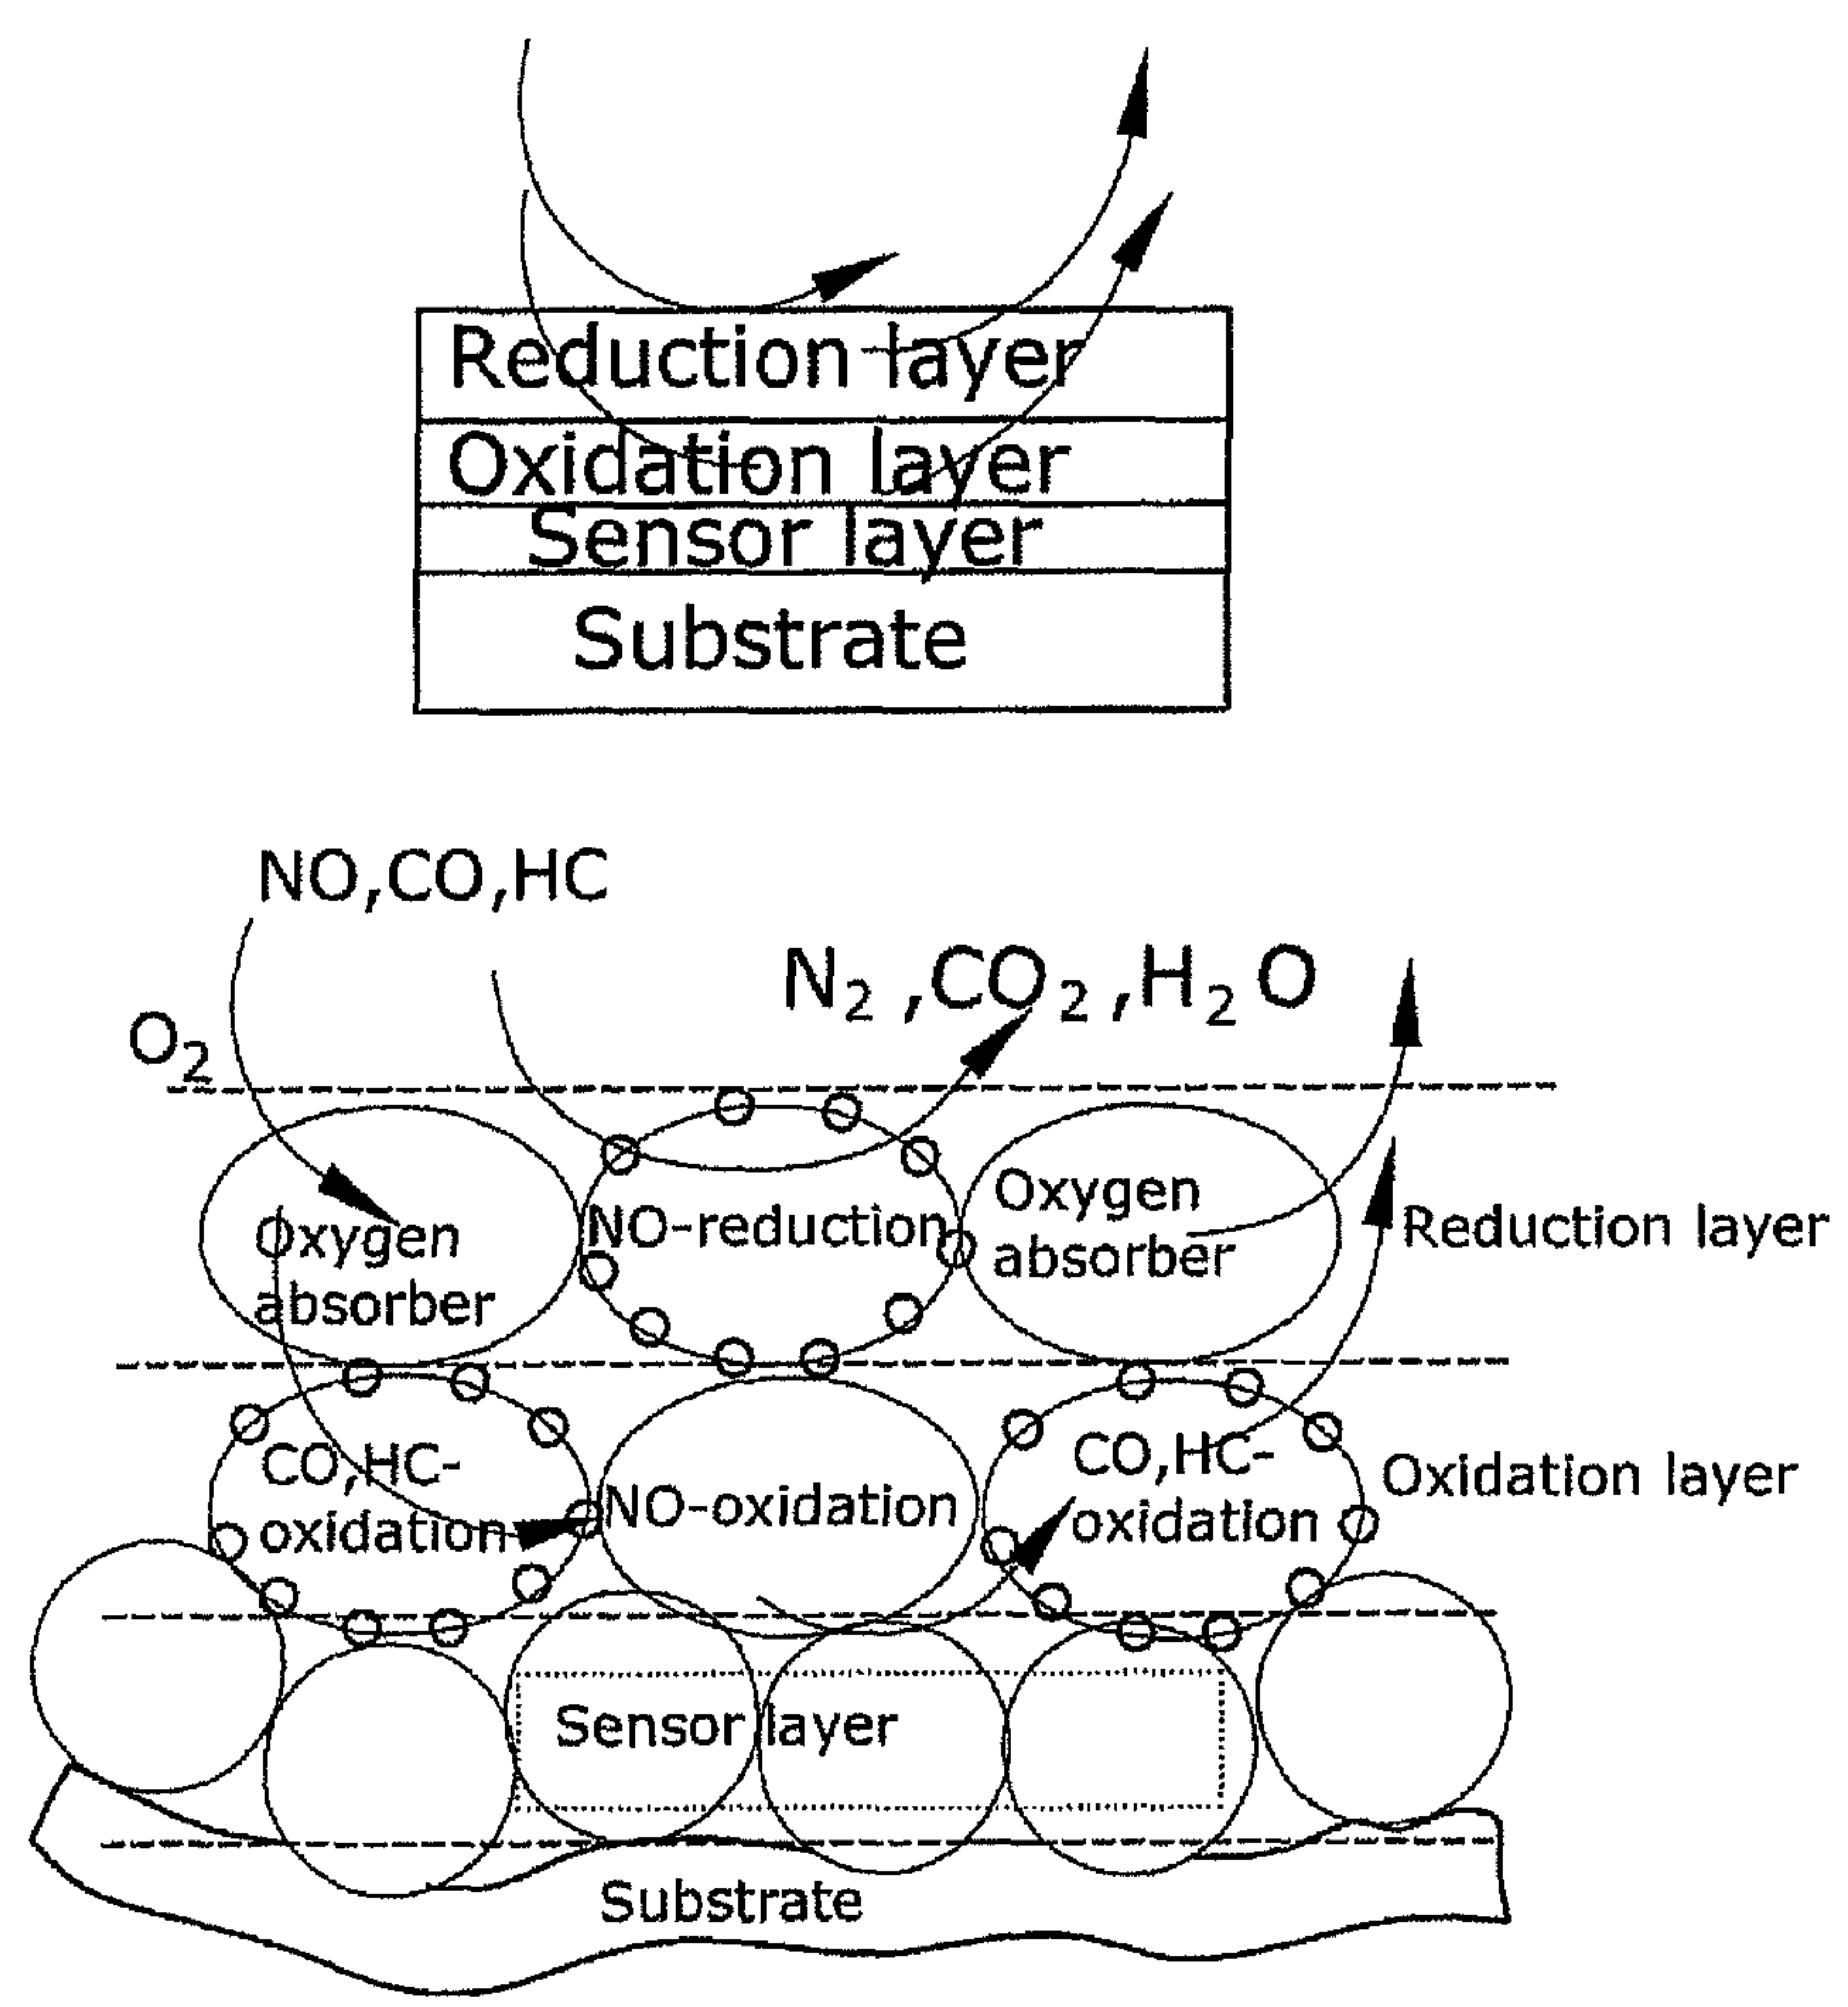 Reduction layer
Oxidation layer
Sensor layer
Substrate
NO,CO,HC
N₂ ,CO₂ ,H₂ O
O₂
Oxygen
absorber
NO-reduction
Oxygen
absorber
Reduction layer
CO,HC-
oxidation
NO-oxidation
CO,HC-
oxidation
Oxidation layer
Sensor layer
Substrate